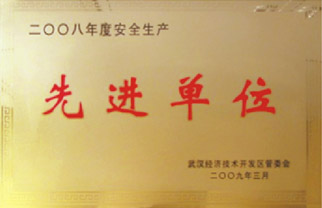 二〇〇八年度安全生产
先进单位
武汉经济技术开发区管委会
二〇〇九年三月